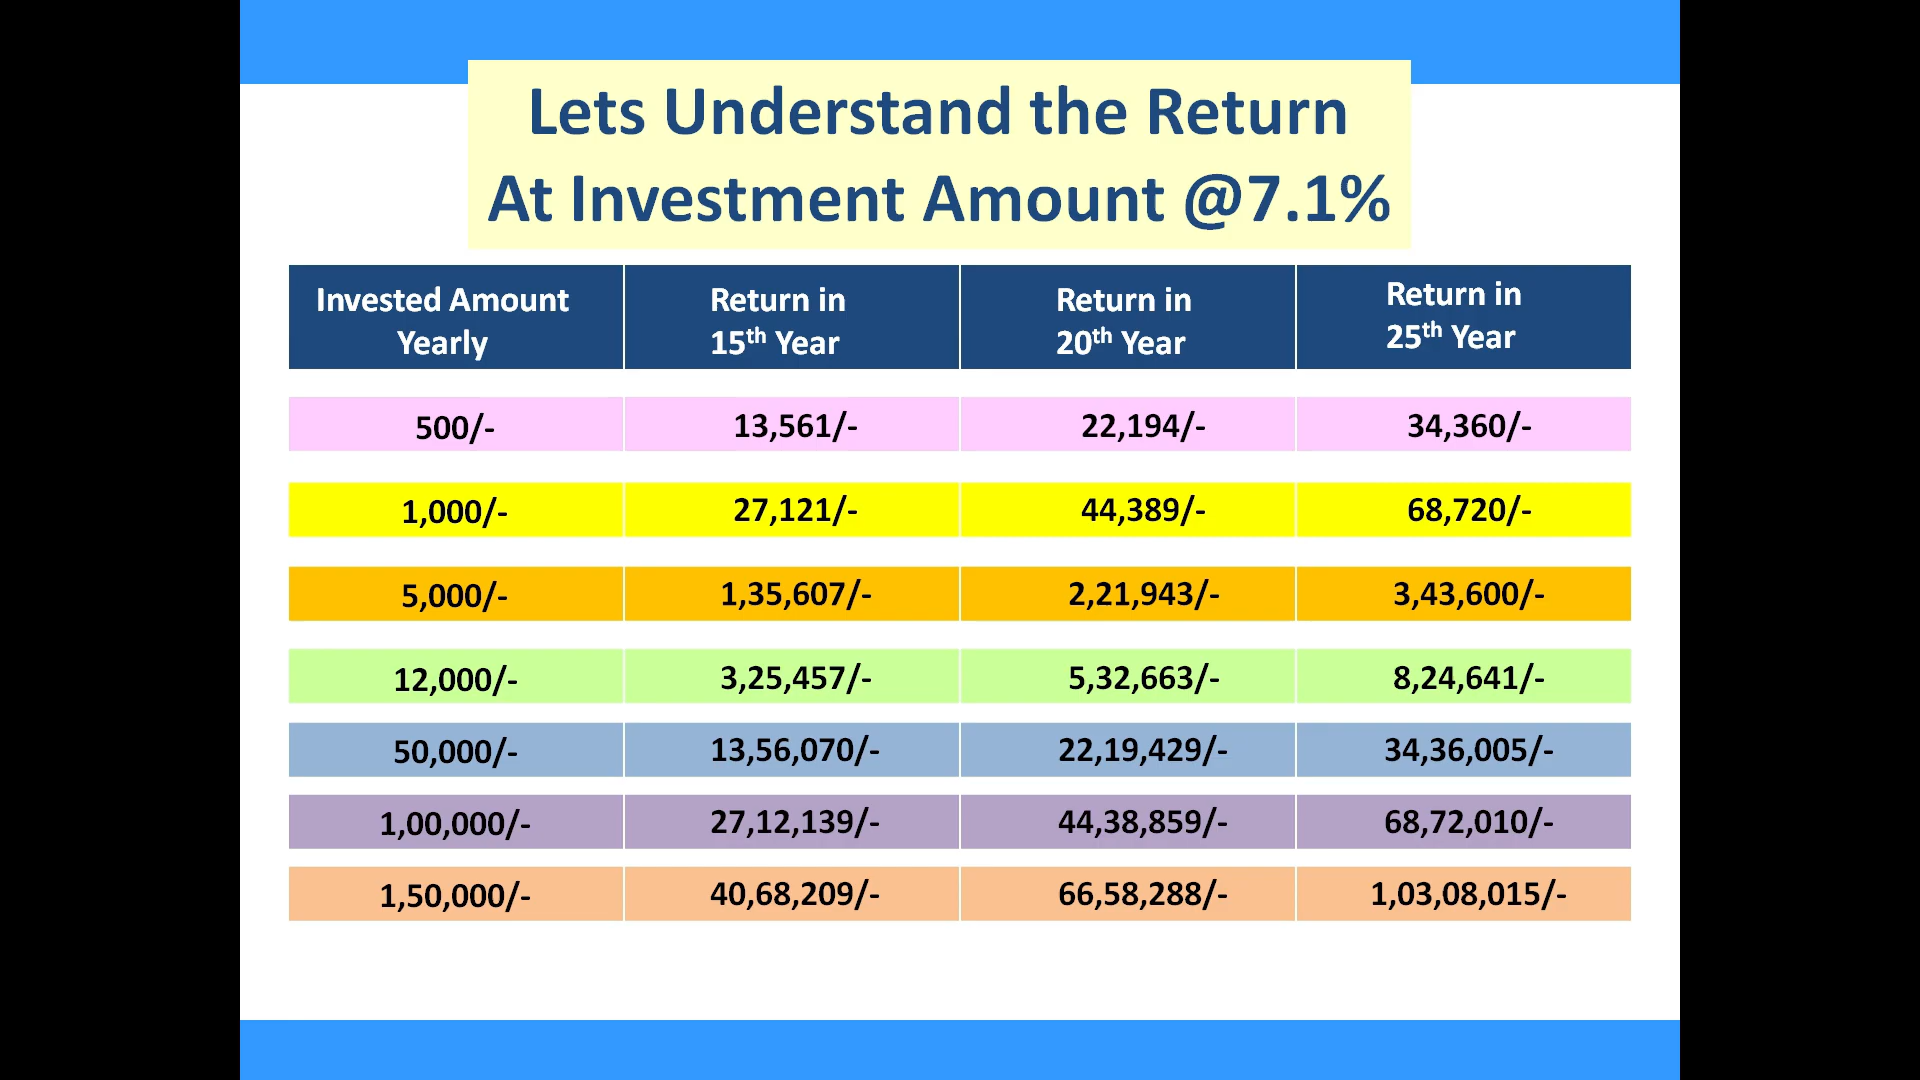 Lets Understand the Return
At Investment Amount @7.1%
Invested Amount Yearly
Return in 15th Year
Return in 20th Year
Return in 25th Year
500/- 13,561/- 22,194/- 34,360/-
1,000/- 27,121/- 44,389/- 68,720/-
5,000/- 1,35,607/- 2,21,943/- 3,43,600/-
12,000/- 3,25,457/- 5,32,663/- 8,24,641/-
50,000/- 13,56,070/- 22,19,429/- 34,36,005/-
1,00,000/- 27,12,139/- 44,38,859/- 68,72,010/-
1,50,000/- 40,68,209/- 66,58,288/- 1,03,08,015/-